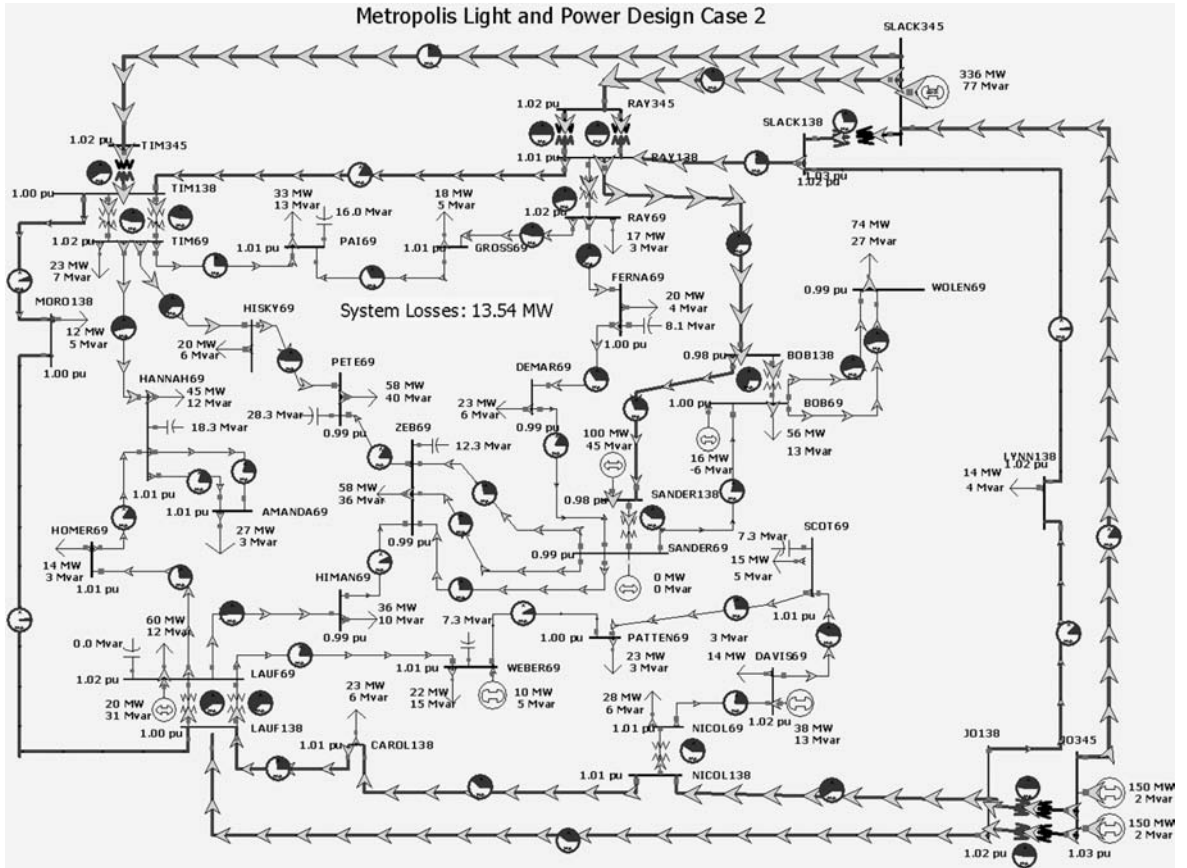 Metropolis Light and Power Design Case 2
SLACK345
336 MW
77 Mvar
1.02 pu
RAY345
SLACK138
1.02 pu
TIM345
1.01 pu
RAY138
1.03 pu
1.02 pu
1.00 pu
TIM138
33 MW
13 Mvar
16.0 Mvar
18 MW
5 Mvar
1.02 pu
RAY69
74 MW
27 Mvar
1.02 pu
TIM69
1.01 pu
PAI69
1.01 pu
GROSS69
17 MW
3 Mvar
23 MW
7 Mvar
FERNA69
0.99 pu
WOLEN69
MORO138
12 MW
5 Mvar
HISKY69
System Losses: 13.54 MW
20 MW
4 Mvar
8.1 Mvar
1.00 pu
20 MW
6 Mvar
1.00 pu
PETE69
DEMAR69
0.98 pu
BOB138
HANNAH69
45 MW
12 Mvar
58 MW
40 Mvar
23 MW
6 Mvar
1.00 pu
BOB69
28.3 Mvar
0.99 pu
0.99 pu
18.3 Mvar
ZEB69
12.3 Mvar
100 MW
45 Mvar
16 MW
-6 Mvar
56 MW
13 Mvar
LYNN138
1.02 pu
14 MW
4 Mvar
1.01 pu
58 MW
36 Mvar
0.98 pu
SANDER138
1.01 pu
AMANDA69
SCOT69
7.3 Mvar
HOMER69
27 MW
3 Mvar
0.99 pu
0.99 pu
SANDER69
15 MW
5 Mvar
14 MW
3 Mvar
1.01 pu
HIMAN69
0 MW
0 Mvar
60 MW
12 Mvar
36 MW
10 Mvar
0.99 pu
7.3 Mvar
1.01 pu
0.0 Mvar
1.00 pu
PATTEN69
3 Mvar
DAVIS69
14 MW
1.02 pu
LAUF69
1.01 pu
WEBER69
23 MW
3 Mvar
20 MW
31 Mvar
23 MW
6 Mvar
22 MW
15 Mvar
10 MW
5 Mvar
28 MW
6 Mvar
1.02 pu
1.00 pu
LAUF138
1.01 pu
NICOL69
38 MW
13 Mvar
1.01 pu
CAROL138
JO138
JO345
1.01 pu
NICOL138
150 MW
2 Mvar
150 MW
2 Mvar
1.02 pu
1.03 pu